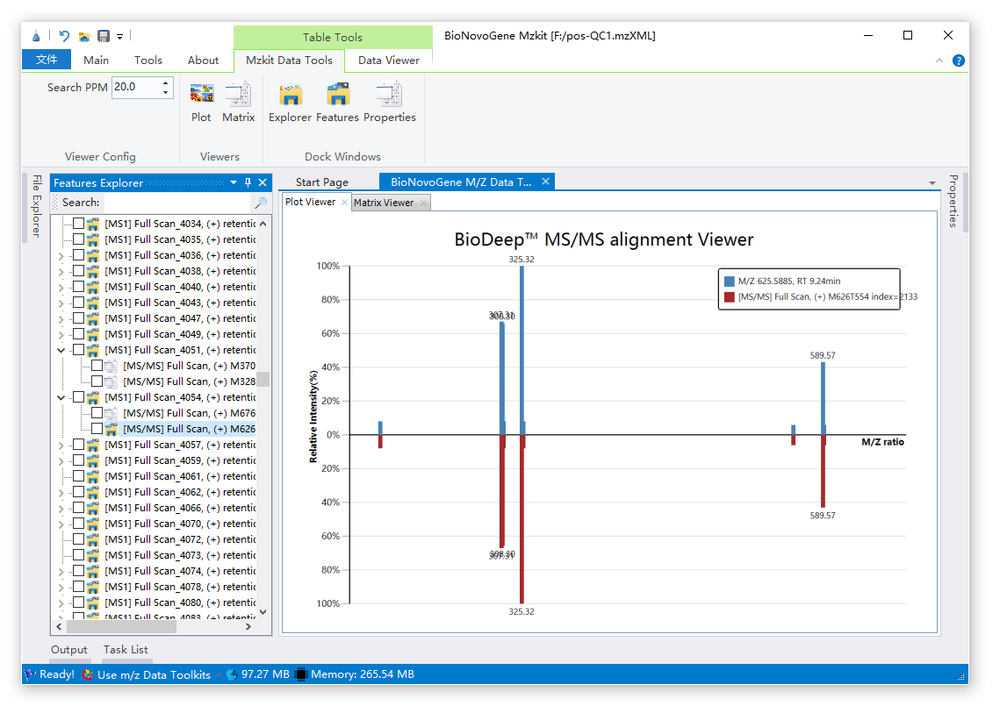 Table Tools
BioNovoGene Mzkit [F:/pos-QC1.mzXML]
文件 Main Tools About Mzkit Data Tools Data Viewer
Search PPM 20.0
Plot Matrix Explorer Features Properties
Viewer Config Viewers Dock Windows
File Explorer
Features Explorer
Search:
[MS1] Full Scan_4034, (+) retentic
[MS1] Full Scan_4035, (+) retentic
[MS1] Full Scan_4036, (+) retentic
[MS1] Full Scan_4038, (+) retentic
[MS1] Full Scan_4040, (+) retentic
[MS1] Full Scan_4043, (+) retentic
[MS1] Full Scan_4047, (+) retentic
[MS1] Full Scan_4049, (+) retentic
[MS1] Full Scan_4051, (+) retentic
[MS/MS] Full Scan, (+) M370
[MS/MS] Full Scan, (+) M328
[MS1] Full Scan_4054, (+) retentic
[MS/MS] Full Scan, (+) M676
[MS/MS] Full Scan, (+) M626
[MS1] Full Scan_4057, (+) retentic
[MS1] Full Scan_4059, (+) retentic
[MS1] Full Scan_4061, (+) retentic
[MS1] Full Scan_4062, (+) retentic
[MS1] Full Scan_4066, (+) retentic
[MS1] Full Scan_4070, (+) retentic
[MS1] Full Scan_4072, (+) retentic
[MS1] Full Scan_4073, (+) retentic
[MS1] Full Scan_4074, (+) retentic
[MS1] Full Scan_4078, (+) retentic
[MS1] Full Scan_4080, (+) retentic
[MS1] Full Scan_4083, (+) retentic
Start Page BioNovoGene M/Z Data T...
Plot Viewer Matrix Viewer
BioDeep™ MS/MS alignment Viewer
325.32
M/Z 625.5885, RT 9.24min
[MS/MS] Full Scan, (+) M626T554 index=2133
100%
80%
60%
40%
20%
0%
20%
40%
60%
80%
100%
Relative Intensity(%)
M/Z ratio
307.31
308.30
589.57
589.57
308.30
307.31
325.32
Properties
Output Task List
Ready! Use m/z Data Toolkits 97.27 MB Memory: 265.54 MB